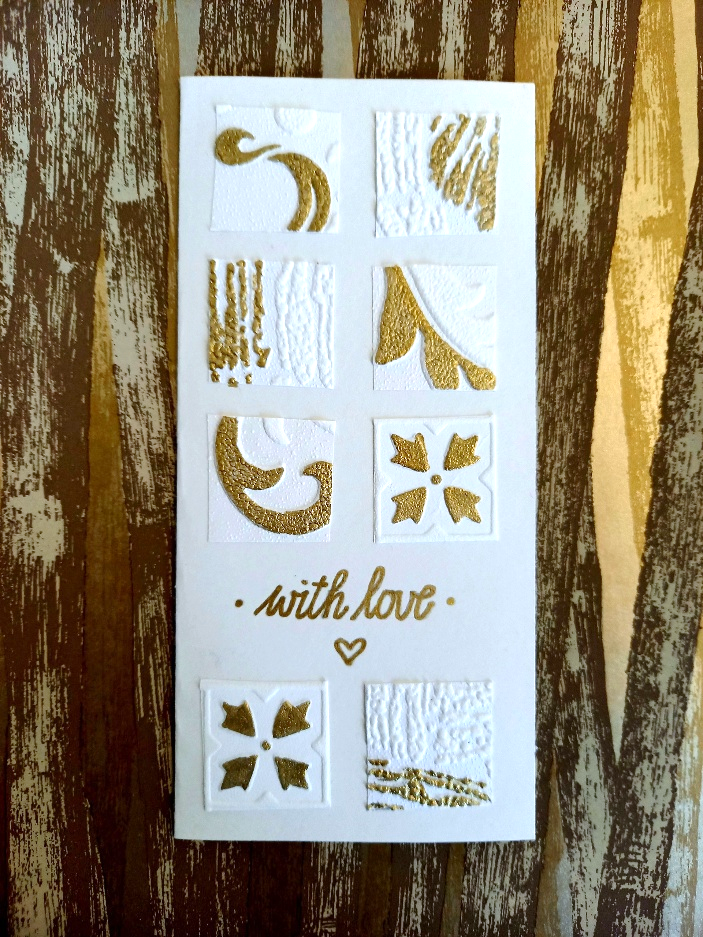 • with love •
♡